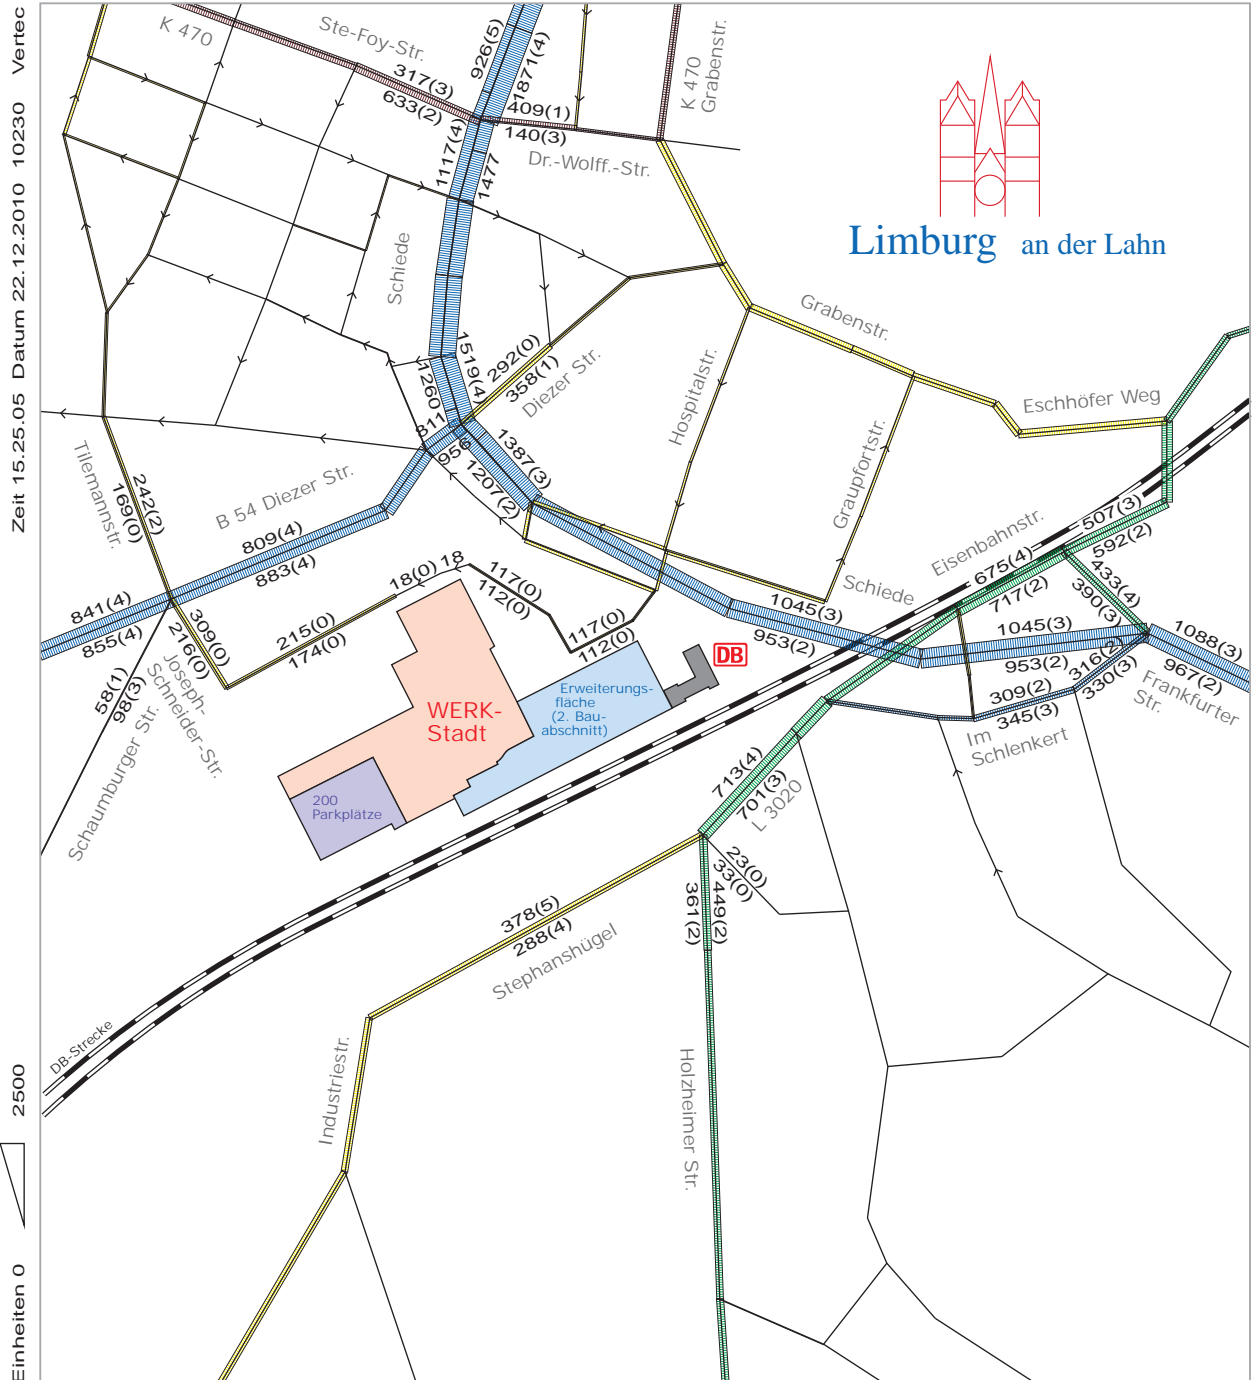 Zeit 15.25.05 Datum 22.12.2010 10230 Vertec
Einheiten 0 2500
K 470
Ste-Foy-Str.
317(3)
633(2)
926(5)
1871(4)
409(1)
140(3)
K 470
Grabenstr.
Dr.-Wolff.-Str.
1117(4)
1477
Limburg an der Lahn
Schiede
Grabenstr.
1519(4)
1260
292(0)
358(1)
Diezer Str.
Hospitalstr.
Eschhöfer Weg
811
956
1387(3)
1207(2)
Graupfortstr.
Tilemannstr.
242(2)
169(0)
B 54 Diezer Str.
809(4)
883(4)
Eisenbahnstr.
507(3)
592(2)
675(4)
717(2)
433(4)
390(3)
18(0) 18
117(0)
112(0)
Schiede
841(4)
855(4)
309(0)
216(0)
215(0)
174(0)
117(0)
112(0)
1045(3)
953(2)
1045(3)
953(2)
1088(3)
967(2)
316(2)
330(3)
Frankfurter
Str.
DB
58(1)
98(3)
Joseph-
Schneider-Str.
Schaumburger Str.
Erweiterungs-
fläche
(2. Bau-
abschnitt)
WERK-
Stadt
309(2)
345(3)
Im
Schlenkert
200
Parkplätze
713(4)
701(3)
L 3020
23(0)
33(0)
449(2)
361(2)
378(5)
288(4)
Stephanshügel
DB-Strecke
Industriestr.
Holzheimer Str.